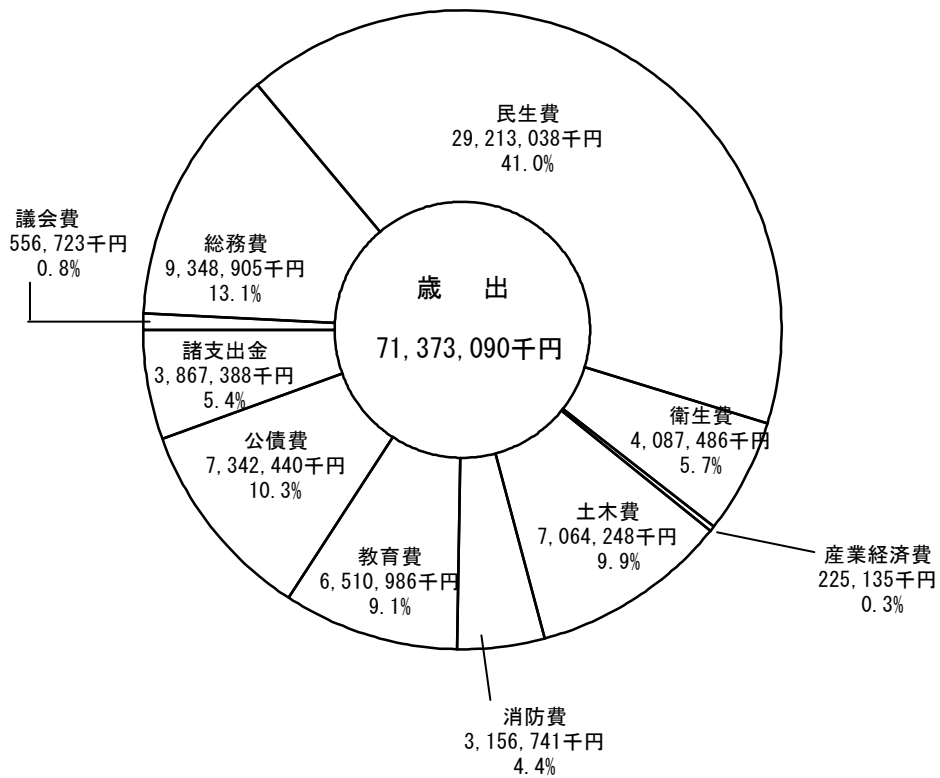 民生費
29,213,038千円
41.0%
議会費
556,723千円
0.8%
総務費
9,348,905千円
13.1%
歳 出
71,373,090千円
諸支出金
3,867,388千円
5.4%
衛生費
4,087,486千円
5.7%
公債費
7,342,440千円
10.3%
土木費
7,064,248千円
9.9%
教育費
6,510,986千円
9.1%
産業経済費
225,135千円
0.3%
消防費
3,156,741千円
4.4%